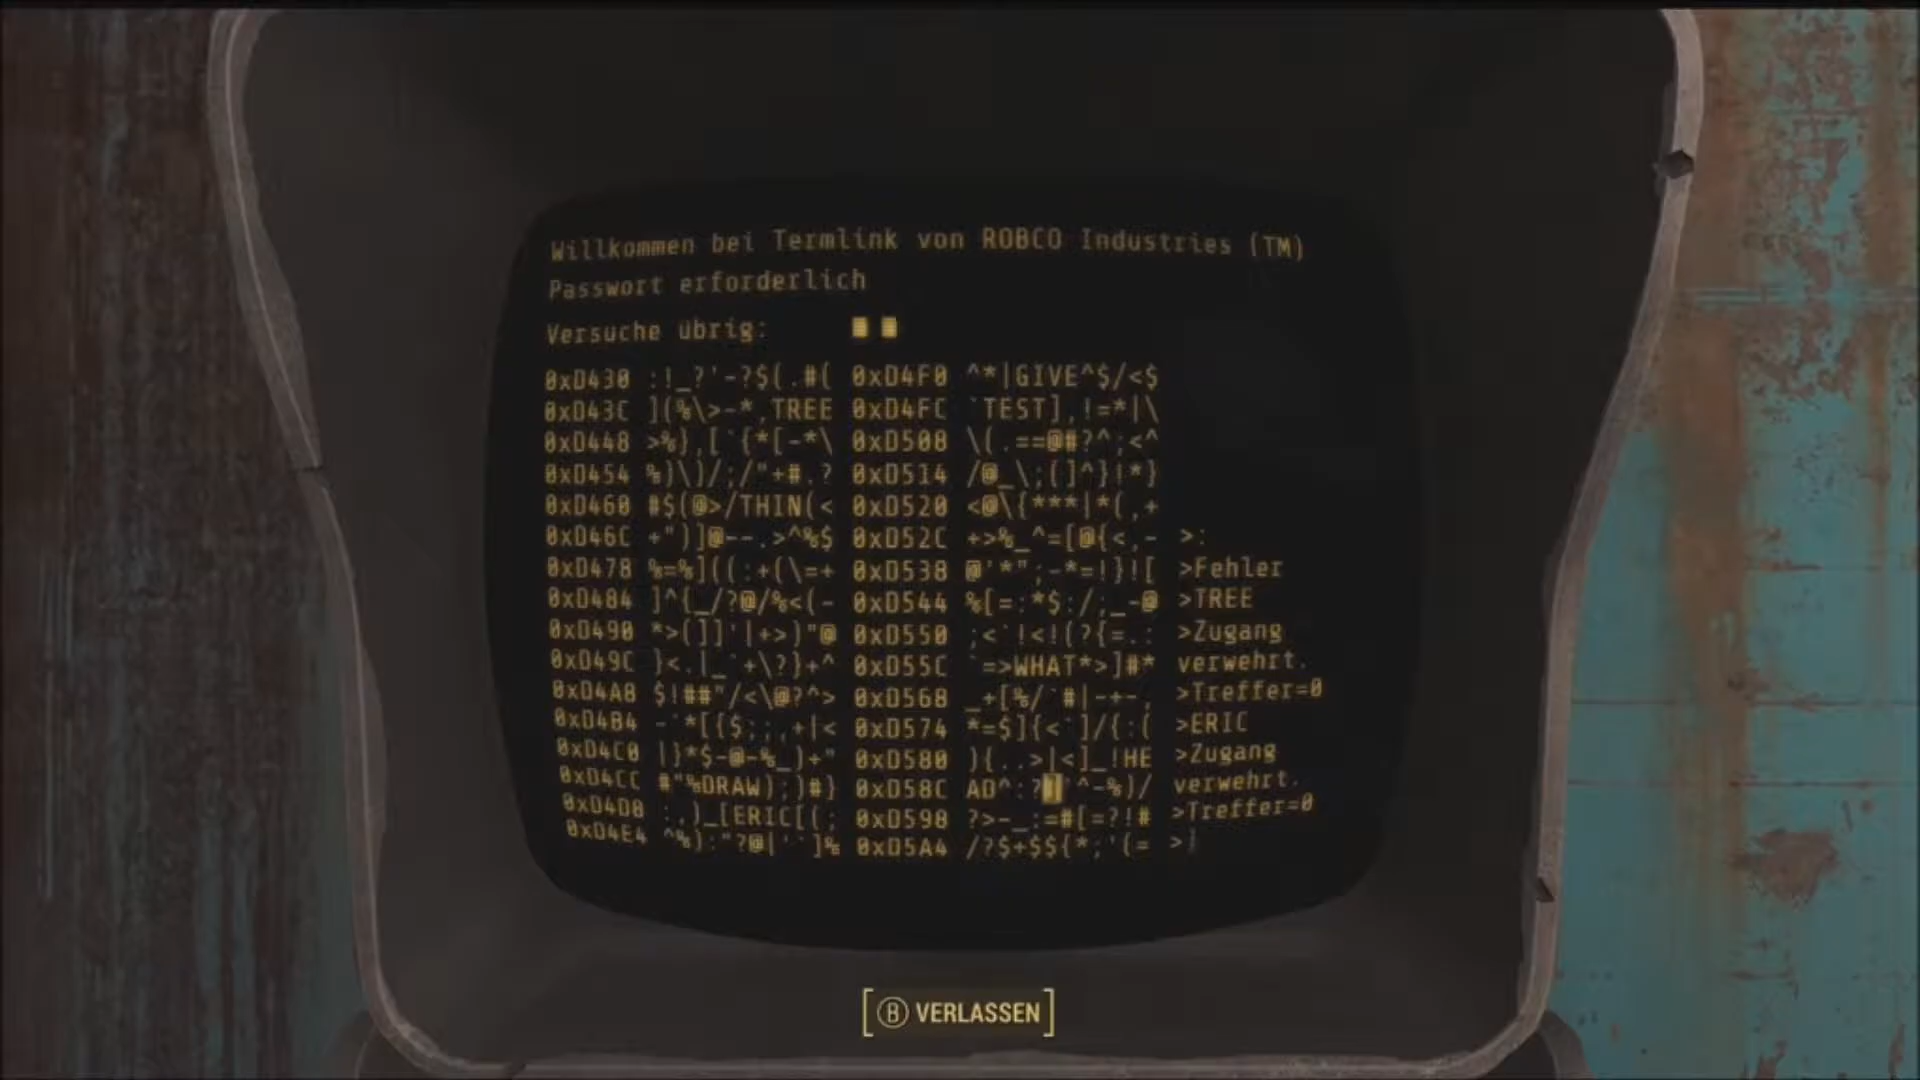 Willkommen bei Termlink von ROBCO Industries (TM)
Passwort erforderlich
Versuche übrig:
0xD430 :!_?'-?$(.#( 0xD4F0 ^*|GIVE^$/<$
0xD43C ](%\>-*,TREE 0xD4FC `TEST],!=*|\
0xD448 >%},[`{*[-*\ 0xD508 \(.==@#?^;<^
0xD454 %)\)/;/"+#.? 0xD514 /@_\;{]^}!*}
0xD460 #$(@>/THIN(< 0xD520 <@\{***|*(,+
0xD46C +")]@--.>^%$ 0xD52C +>%_^=[@{<,- >:
0xD478 %=%]((:+(\=+ 0xD538 @'*";-*=!}![ >Fehler
0xD484 ]^{_/?@/%<(- 0xD544 %[=:*$:/;_-@ >TREE
0xD490 *>(]]'|+>)"@ 0xD550 ;<`!<!(?{=.: >Zugang
0xD49C }<.|_`+\?}+^ 0xD55C `=>WHAT*>]#* verwehrt.
0xD4A8 $!##"/<\@?^> 0xD568 _+[%/`#|-+-, >Treffer=0
0xD4B4 -`*[{$;;,+|< 0xD574 *-$]{<`]/{:( >ERIC
0xD4C0 |}*$-@-%_)+" 0xD580 ){..>|<]_!HE >Zugang
0xD4CC #"%DRAW);)#} 0xD58C AD^:? ^-%)/ verwehrt.
0xD4D8 :,)_[ERIC[(; 0xD598 ?>-_:=#[=?!# >Treffer=0
0xD4E4 ^%):"?@|'`]% 0xD5A4 /?$+$${*;'(= >
[Ⓑ VERLASSEN]